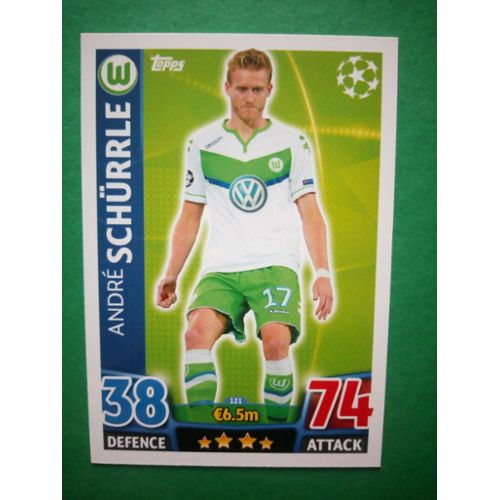 Topps
ANDRÉ SCHÜRRLE
W
17
38
DEFENCE
121
€6.5m
74
ATTACK